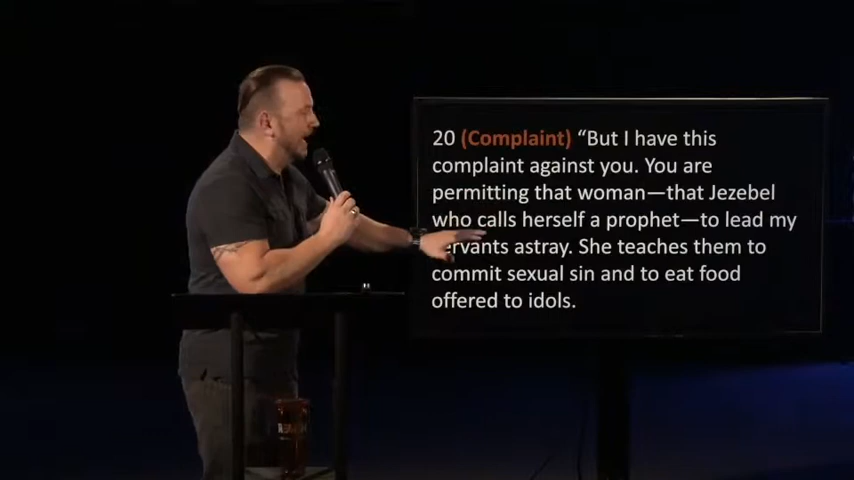 20 (Complaint) “But I have this
complaint against you. You are
permitting that woman—that Jezebel
who calls herself a prophet—to lead my
servants astray. She teaches them to
commit sexual sin and to eat food
offered to idols.